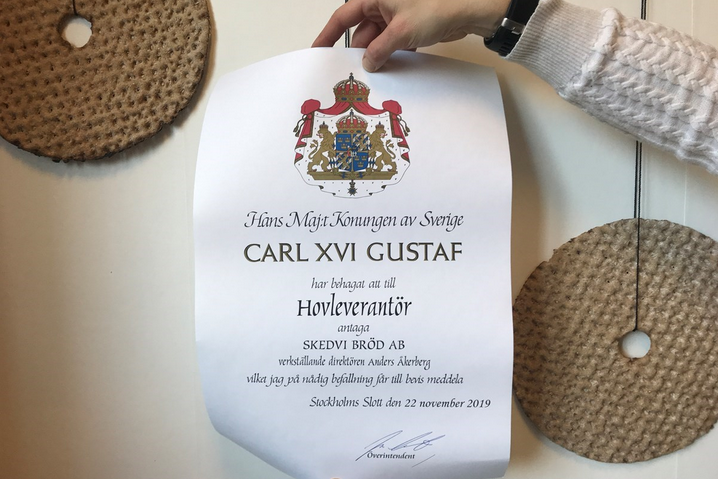 Hans Maj:t Konungen av Sverige
CARL XVI GUSTAF
har behagat att till
Hovleverantör
antaga
SKEDVI BRÖD AB
verkställande direktören Anders Åkerberg
vilket jag på nådig befallning får till bevis meddela
Stockholms Slott den 22 november 2019
Överintendent